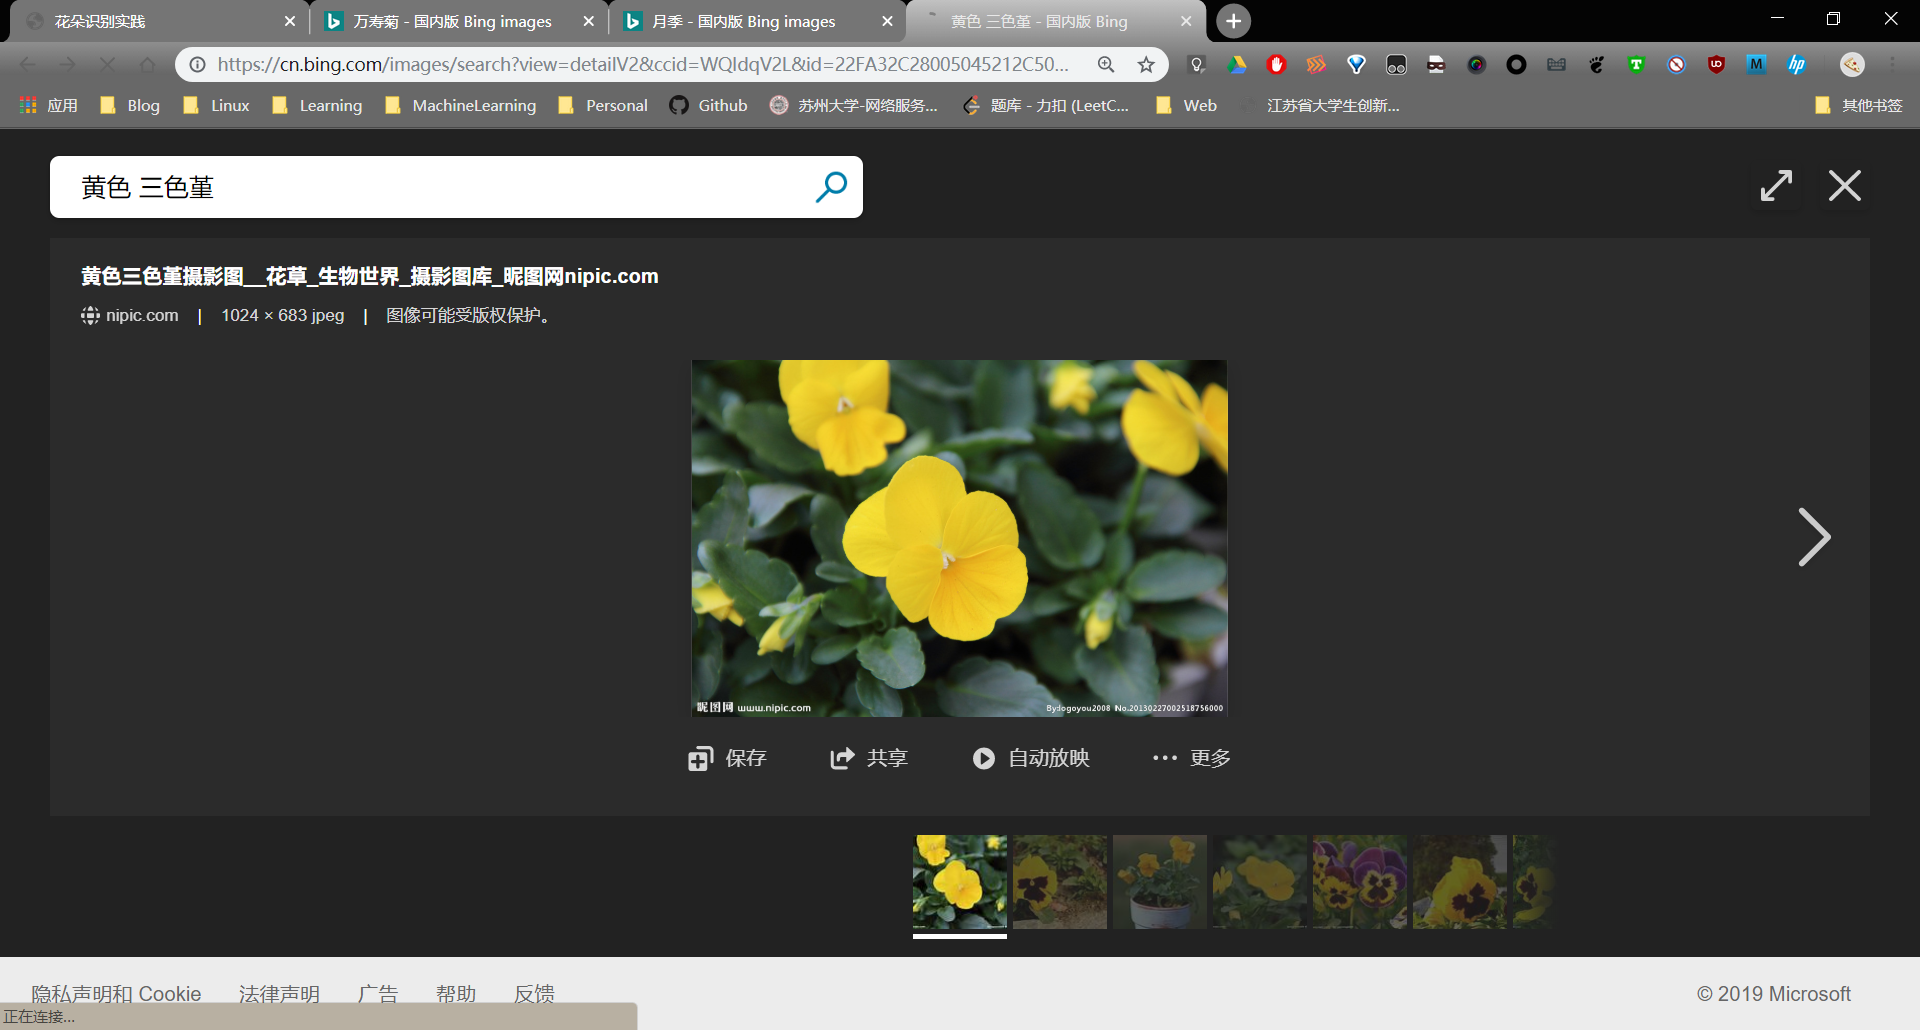 花朵识别实践
万寿菊 - 国内版 Bing images
月季 - 国内版 Bing images
黄色 三色堇 - 国内版 Bing
https://cn.bing.com/images/search?view=detailV2&ccid=WQIdqV2L&id=22FA32C28005045212C50...
应用 Blog Linux Learning MachineLearning Personal Github 苏州大学-网络服务... 题库 - 力扣 (LeetC... Web 江苏省大学生创新... 其他书签
黄色 三色堇
黄色三色堇摄影图__花草_生物世界_摄影图库_昵图网nipic.com
nipic.com | 1024 × 683 jpeg | 图像可能受版权保护。
昵图网 www.nipic.com Bydogoyou2008 No.20130227002518756000
保存 共享 自动放映 更多
隐私声明和 Cookie 法律声明 广告 帮助 反馈 © 2019 Microsoft
正在连接...